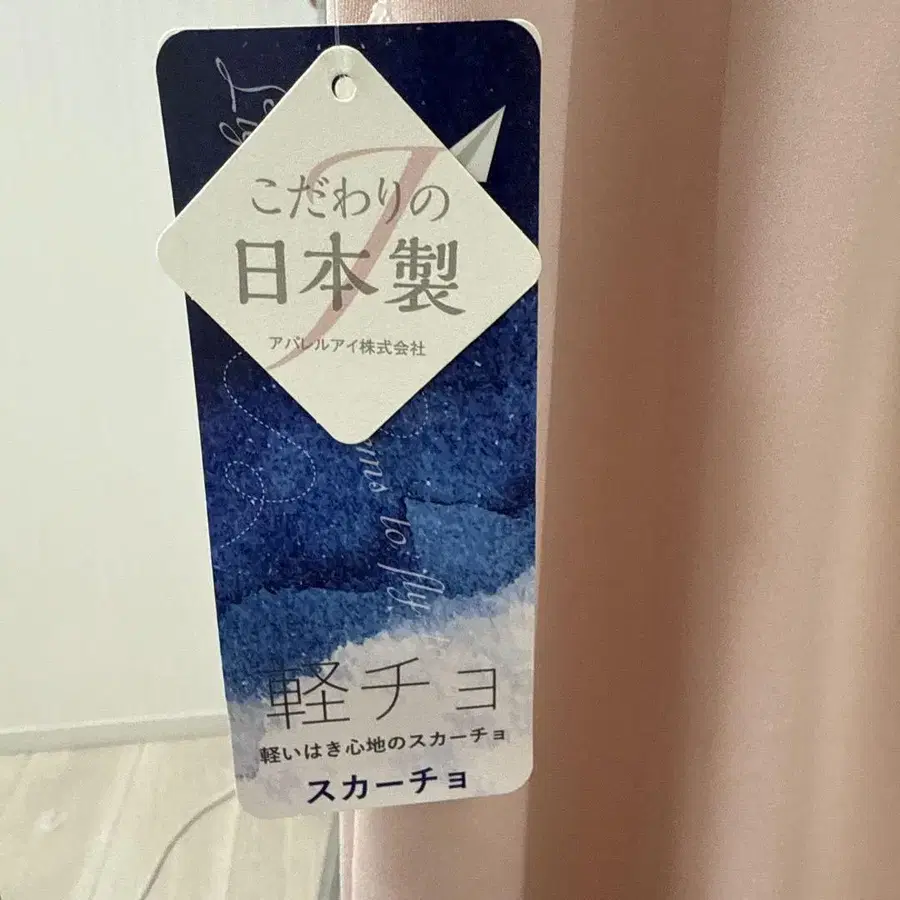 こだわりの
日本製
アパレルアイ株式会社
to fly
軽チョ
軽いはき心地のスカーチョ
スカーチョ